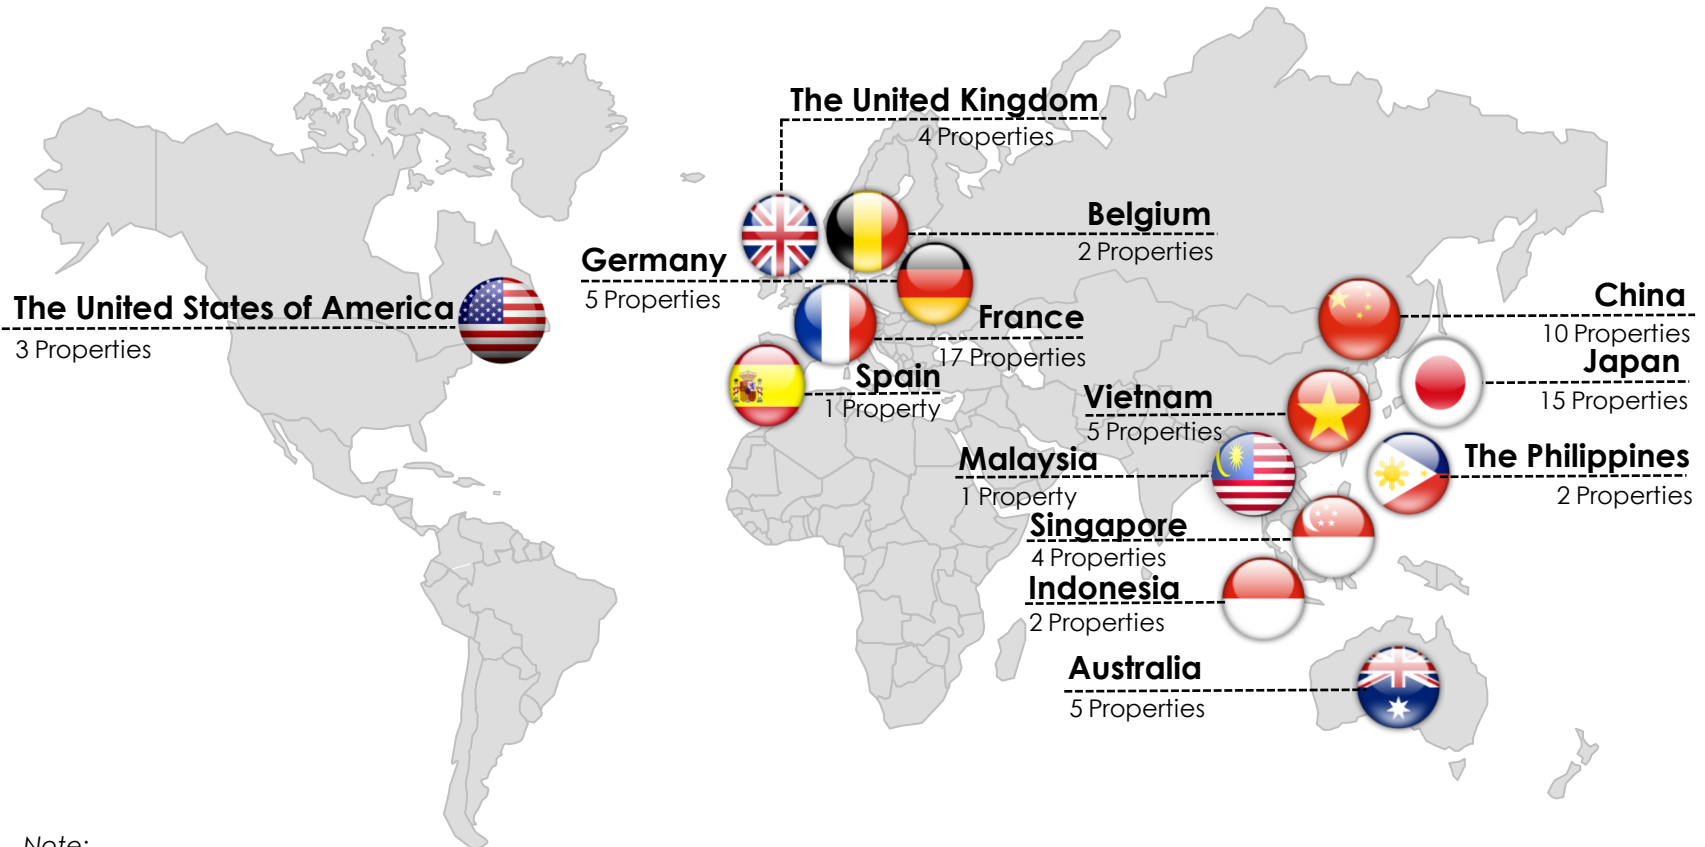 The United Kingdom
4 Properties
Belgium
2 Properties
Germany
5 Properties
The United States of America
3 Properties
France
17 Properties
Spain
1 Property
China
10 Properties
Japan
15 Properties
Vietnam
5 Properties
Malaysia
1 Property
The Philippines
2 Properties
Singapore
4 Properties
Indonesia
2 Properties
Australia
5 Properties
Note: